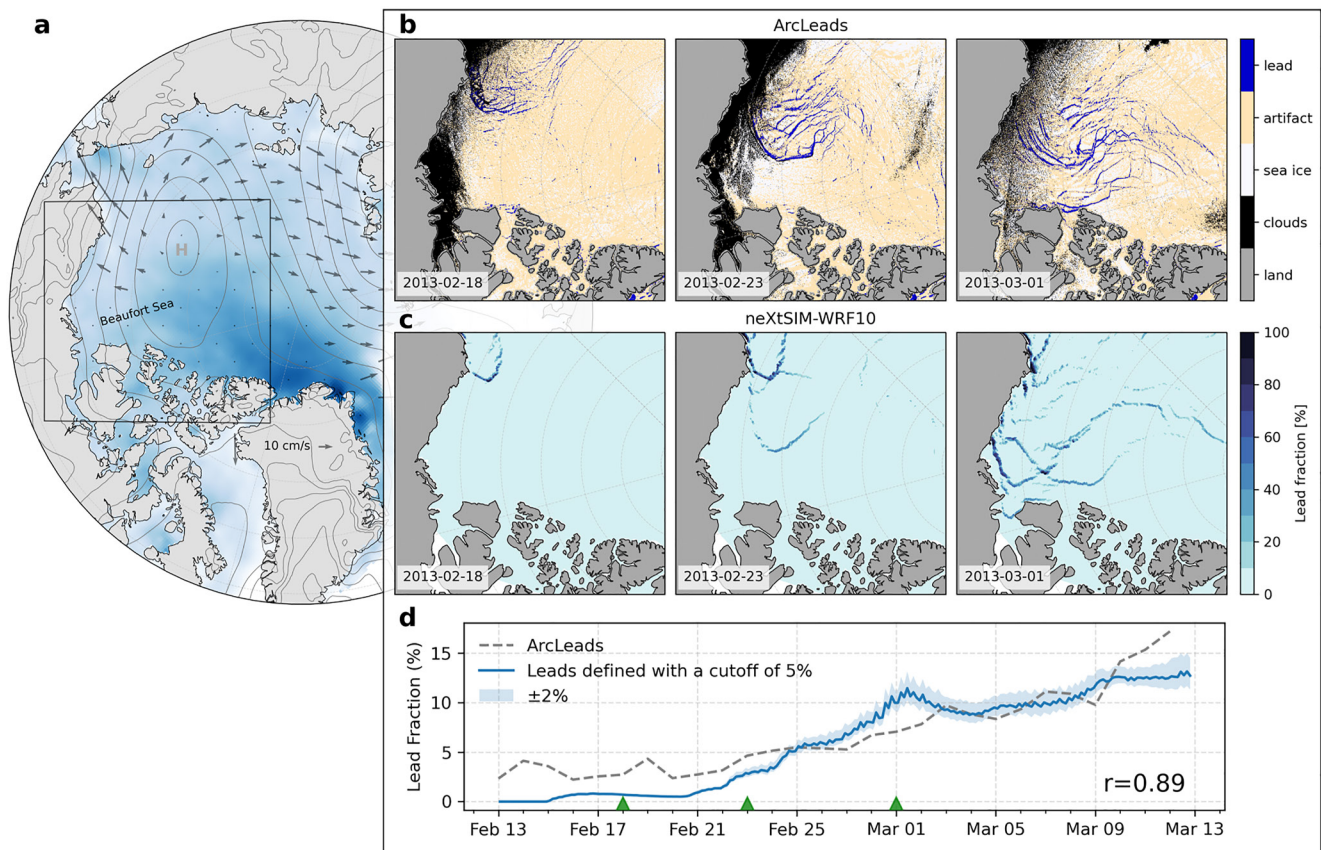 a
H
Beaufort Sea
10 cm/s
b
ArcLeads
2013-02-18
2013-02-23
2013-03-01
lead
artifact
sea ice
clouds
land
c
neXtSIM-WRF10
2013-02-18
2013-02-23
2013-03-01
100
80
60
40
20
0
Lead fraction [%]
d
Lead Fraction (%)
15
10
5
0
ArcLeads
Leads defined with a cutoff of 5%
±2%
r=0.89
Feb 13
Feb 17
Feb 21
Feb 25
Mar 01
Mar 05
Mar 09
Mar 13